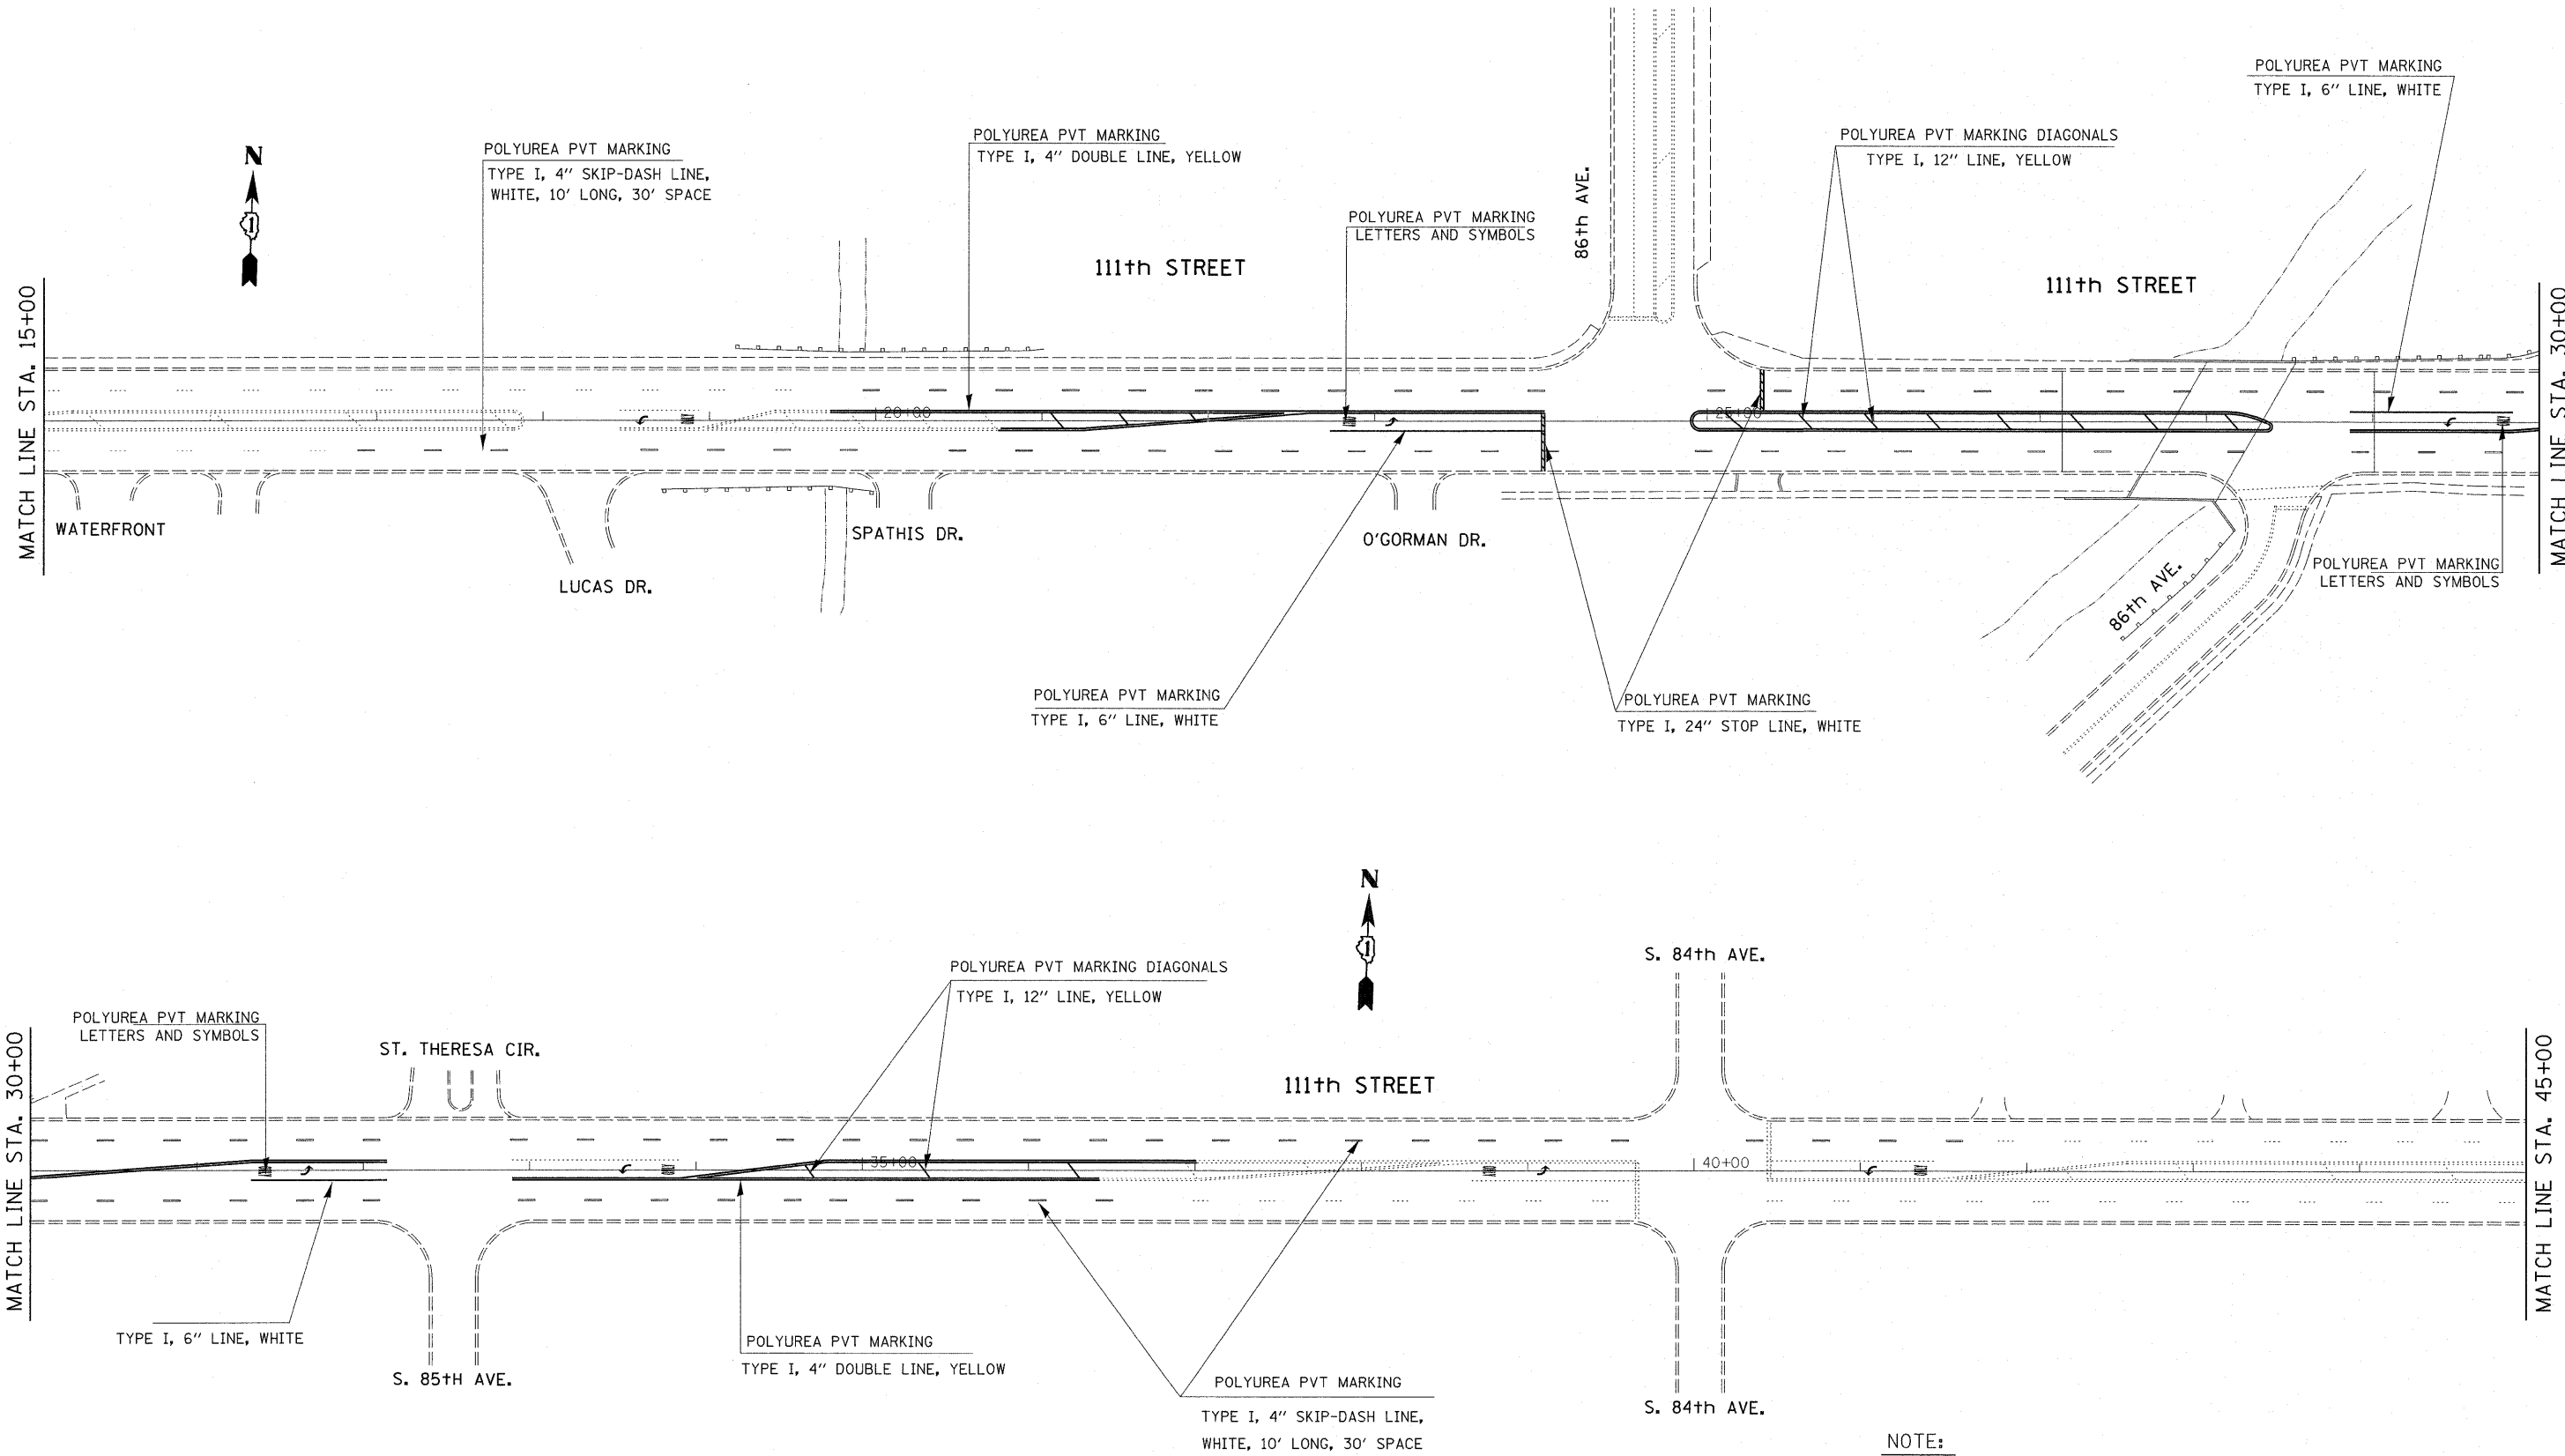 POLYUREA PVT MARKING
TYPE I, 6" LINE, WHITE
POLYUREA PVT MARKING
TYPE I, 4" DOUBLE LINE, YELLOW
POLYUREA PVT MARKING DIAGONALS
TYPE I, 12" LINE, YELLOW
N
POLYUREA PVT MARKING
TYPE I, 4" SKIP-DASH LINE,
WHITE, 10' LONG, 30' SPACE
86th AVE.
POLYUREA PVT MARKING
LETTERS AND SYMBOLS
111th STREET
111th STREET
MATCH LINE STA. 15+00
MATCH LINE STA. 30+00
20+00
25+00
WATERFRONT
LUCAS DR.
SPATHIS DR.
O'GORMAN DR.
86th AVE.
POLYUREA PVT MARKING
LETTERS AND SYMBOLS
POLYUREA PVT MARKING
TYPE I, 6" LINE, WHITE
POLYUREA PVT MARKING
TYPE I, 24" STOP LINE, WHITE
N
S. 84th AVE.
POLYUREA PVT MARKING DIAGONALS
TYPE I, 12" LINE, YELLOW
POLYUREA PVT MARKING
LETTERS AND SYMBOLS
ST. THERESA CIR.
111th STREET
MATCH LINE STA. 30+00
MATCH LINE STA. 45+00
35+00
40+00
TYPE I, 6" LINE, WHITE
POLYUREA PVT MARKING
TYPE I, 4" DOUBLE LINE, YELLOW
S. 85tH AVE.
POLYUREA PVT MARKING
TYPE I, 4" SKIP-DASH LINE,
WHITE, 10' LONG, 30' SPACE
S. 84th AVE.
NOTE: